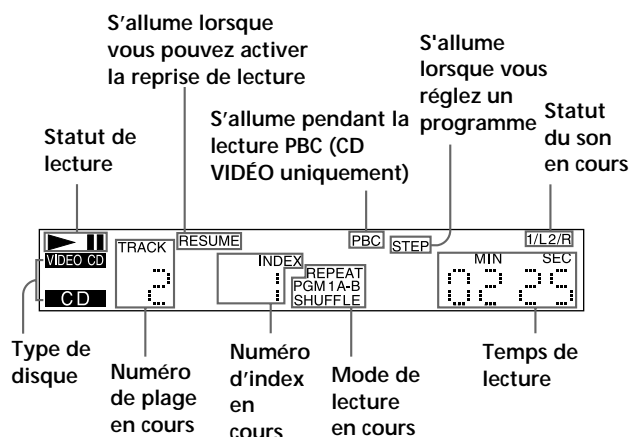 S’allume lorsque
vous pouvez activer
la reprise de lecture
S'allume
lorsque vous
réglez un
programme
S’allume pendant la
lecture PBC (CD
VIDÉO uniquement)
Statut
du son
en cours
Statut de
lecture
TRACK
RESUME
PBC
STEP
1/L2/R
VIDEO CD
INDEX
MIN
SEC
REPEAT
PGM1A-B
SHUFFLE
CD
2
1
02 25
Type de
disque
Numéro
de plage
en cours
Numéro
d’index
en
cours
Mode de
lecture
en cours
Temps de
lecture